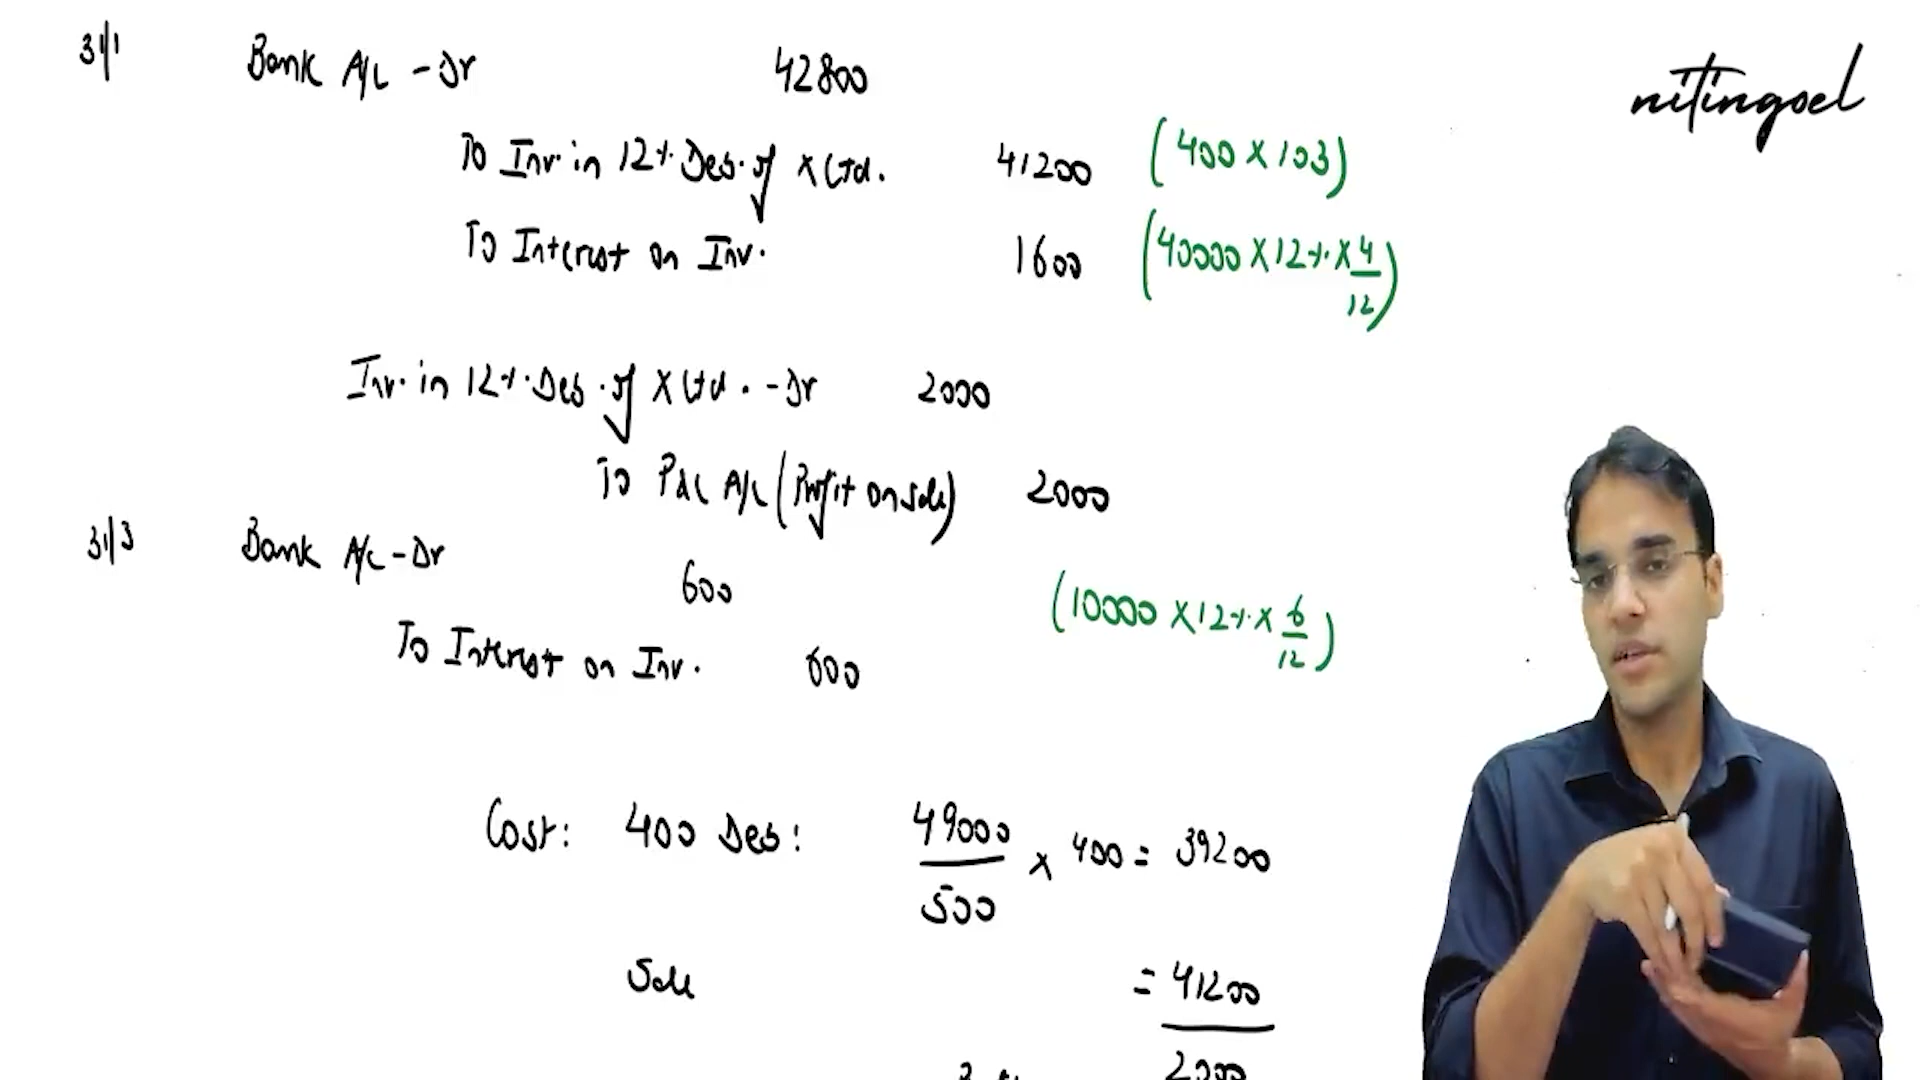 31/1 Bank A/c -Dr 42800
nitingoel
To Inv. in 12% Deb. of X Ltd. 41200 (400 X 103)
To Interest on Inv. 1600 (40000 X 12% X 4/12)
Inv. in 12% Deb. of X Ltd. -Dr 2000
To P&L A/c (Profit on sale) 2000
31/3 Bank A/c -Dr 600
(10000 X 12% X 6/12)
To Interest on Inv. 600
Cost: 400 Deb: 49000/500 X 400 = 39200
Sale = 41200
2000